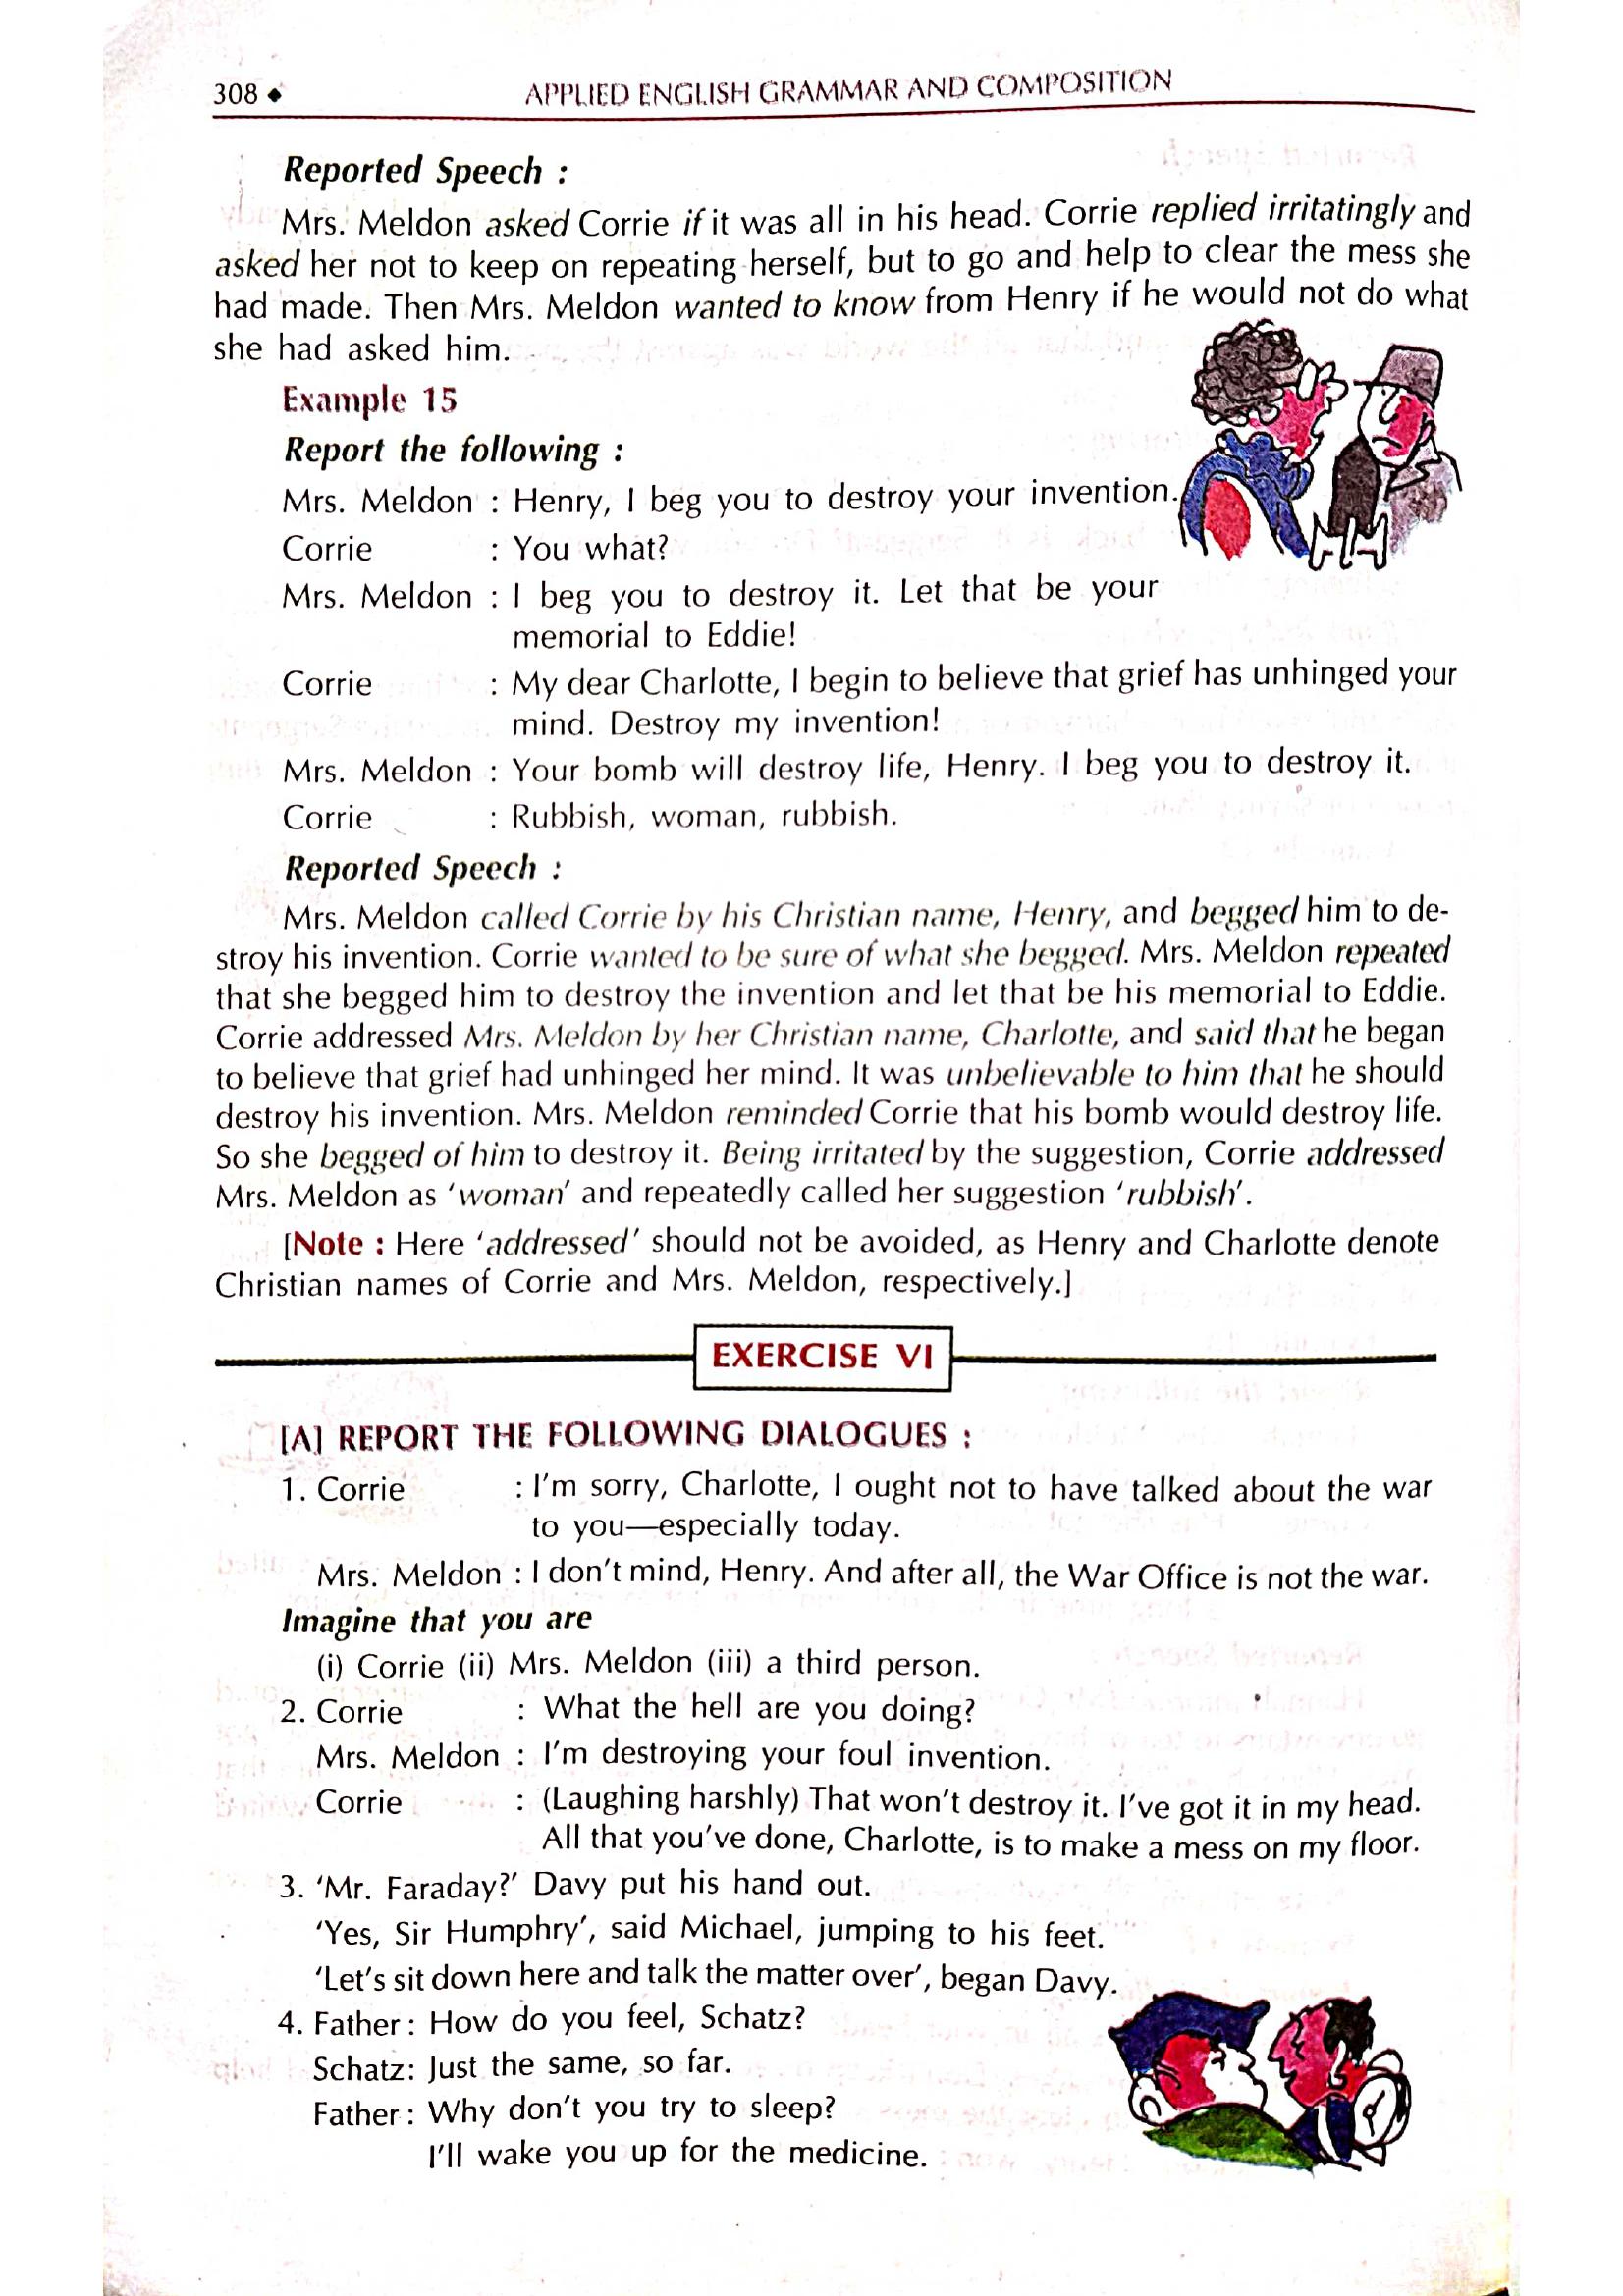 308 ◆ APPLIED ENGLISH GRAMMAR AND COMPOSITION
Reported Speech :
Mrs. Meldon asked Corrie if it was all in his head. Corrie replied irritatingly and
asked her not to keep on repeating herself, but to go and help to clear the mess she
had made. Then Mrs. Meldon wanted to know from Henry if he would not do what
she had asked him.
Example 15
Report the following :
Mrs. Meldon : Henry, I beg you to destroy your invention.
Corrie : You what?
Mrs. Meldon : I beg you to destroy it. Let that be your
memorial to Eddie!
Corrie : My dear Charlotte, I begin to believe that grief has unhinged your
mind. Destroy my invention!
Mrs. Meldon : Your bomb will destroy life, Henry. I beg you to destroy it.
Corrie : Rubbish, woman, rubbish.
Reported Speech :
Mrs. Meldon called Corrie by his Christian name, Henry, and begged him to de-
stroy his invention. Corrie wanted to be sure of what she begged. Mrs. Meldon repeated
that she begged him to destroy the invention and let that be his memorial to Eddie.
Corrie addressed Mrs. Meldon by her Christian name, Charlotte, and said that he began
to believe that grief had unhinged her mind. It was unbelievable to him that he should
destroy his invention. Mrs. Meldon reminded Corrie that his bomb would destroy life.
So she begged of him to destroy it. Being irritated by the suggestion, Corrie addressed
Mrs. Meldon as 'woman' and repeatedly called her suggestion 'rubbish'.
[Note : Here 'addressed' should not be avoided, as Henry and Charlotte denote
Christian names of Corrie and Mrs. Meldon, respectively.]
EXERCISE VI
[A] REPORT THE FOLLOWING DIALOGUES :
1. Corrie : I'm sorry, Charlotte, I ought not to have talked about the war
to you—especially today.
Mrs. Meldon : I don't mind, Henry. And after all, the War Office is not the war.
Imagine that you are
(i) Corrie (ii) Mrs. Meldon (iii) a third person.
2. Corrie : What the hell are you doing?
Mrs. Meldon : I'm destroying your foul invention.
Corrie : (Laughing harshly) That won't destroy it. I've got it in my head.
All that you've done, Charlotte, is to make a mess on my floor.
3. 'Mr. Faraday?' Davy put his hand out.
'Yes, Sir Humphry', said Michael, jumping to his feet.
'Let's sit down here and talk the matter over', began Davy.
4. Father : How do you feel, Schatz?
Schatz: Just the same, so far.
Father : Why don't you try to sleep?
I'll wake you up for the medicine.